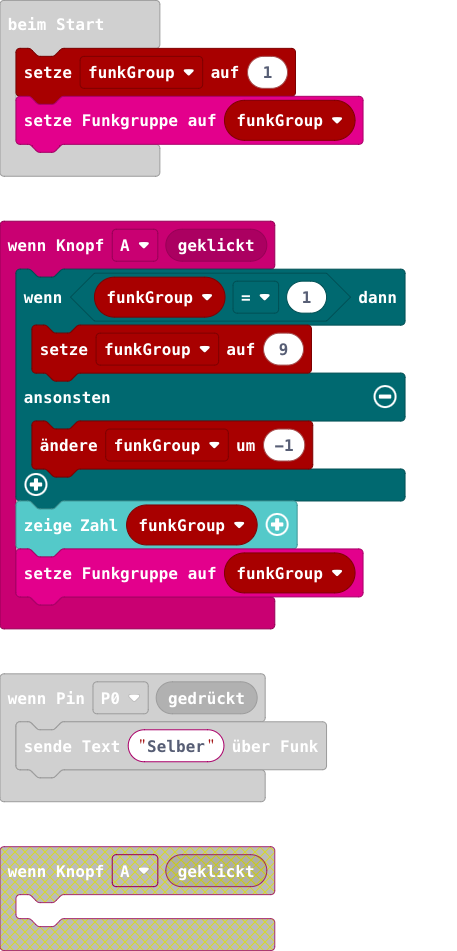 beim Start
setze funkGroup auf 1
setze Funkgruppe auf funkGroup
wenn Knopf A geklickt
wenn funkGroup = 1 dann
setze funkGroup auf 9
ansonsten
ändere funkGroup um -1
zeige Zahl funkGroup
setze Funkgruppe auf funkGroup
wenn Pin P0 gedrückt
sende Text "Selber" über Funk
wenn Knopf A geklickt